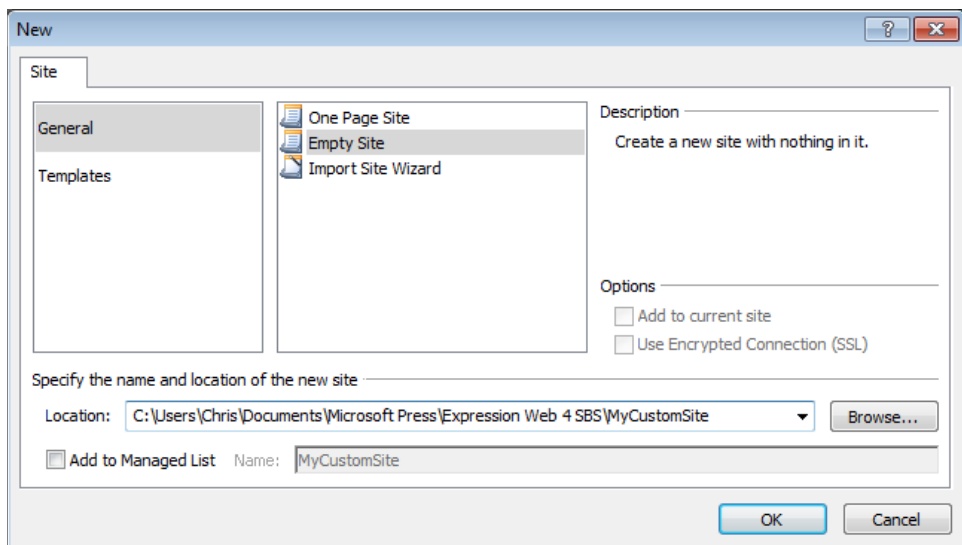 New
Site
General
Templates
One Page Site
Empty Site
Import Site Wizard
Description
Create a new site with nothing in it.
Options
Add to current site
Use Encrypted Connection (SSL)
Specify the name and location of the new site
Location: C:\Users\Chris\Documents\Microsoft Press\Expression Web 4 SBS\MyCustomSite Browse...
Add to Managed List Name: MyCustomSite
OK Cancel